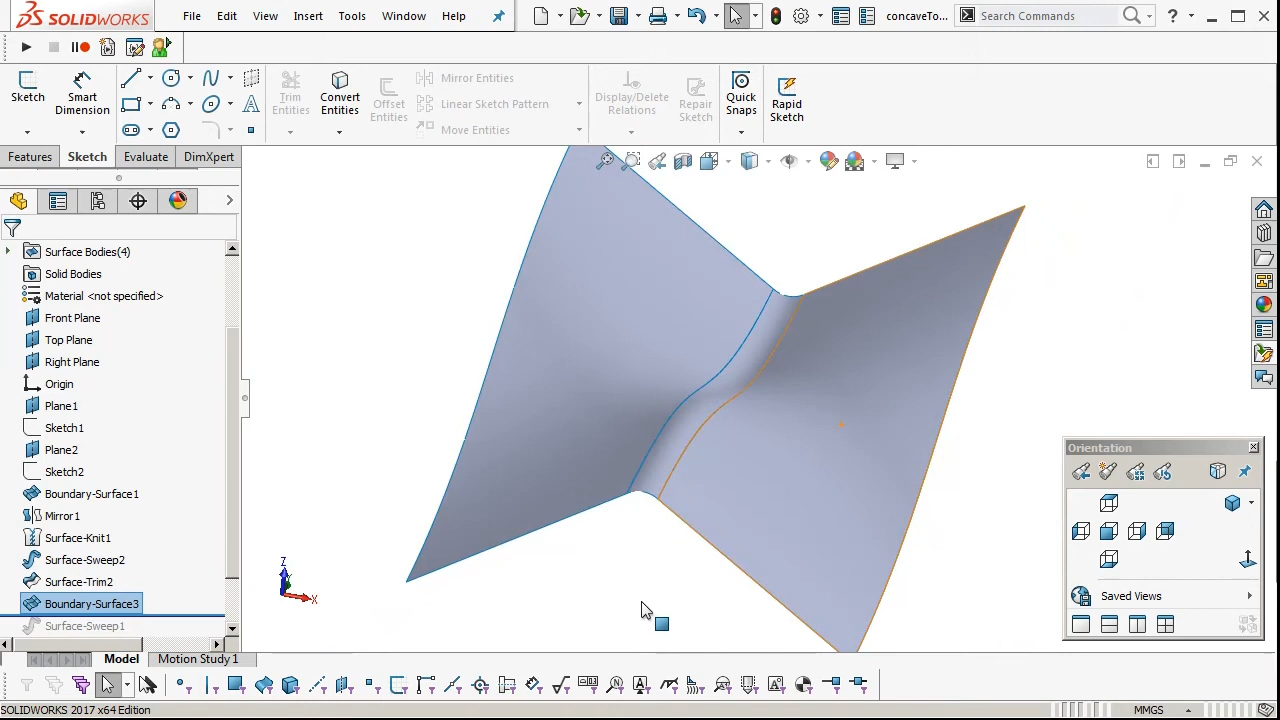 SOLIDWORKS File Edit View Insert Tools Window Help concaveTo... Search Commands ?
Sketch Smart Dimension Trim Entities Convert Entities Offset Entities Mirror Entities Linear Sketch Pattern Move Entities Display/Delete Relations Repair Sketch Quick Snaps Rapid Sketch
Features Sketch Evaluate DimXpert
Surface Bodies(4)
Solid Bodies
Material <not specified>
Front Plane
Top Plane
Right Plane
Origin
Plane1
Sketch1
Plane2
Sketch2
Boundary-Surface1
Mirror1
Surface-Knit1
Surface-Sweep2
Surface-Trim2
Boundary-Surface3
Surface-Sweep1
Z
X
Orientation
Saved Views
Model Motion Study 1
SOLIDWORKS 2017 x64 Edition MMGS